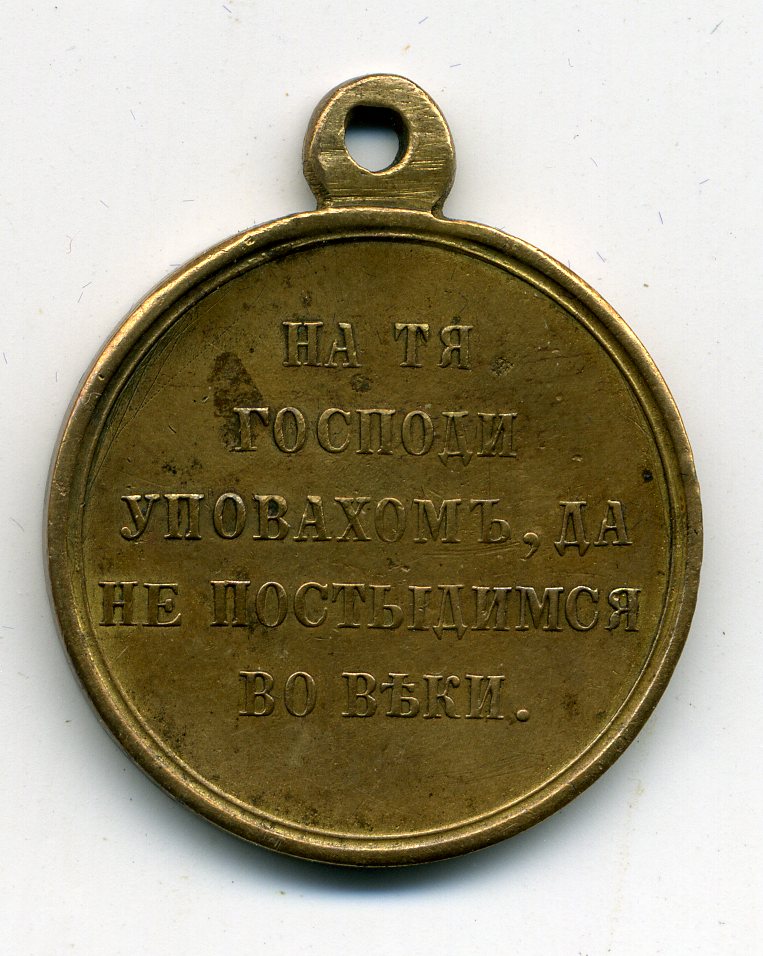 НА ТЯ
ГОСПОДИ
УПОВАХОМЪ, ДА
НЕ ПОСТЫДИМСЯ
ВО ВѢКИ.